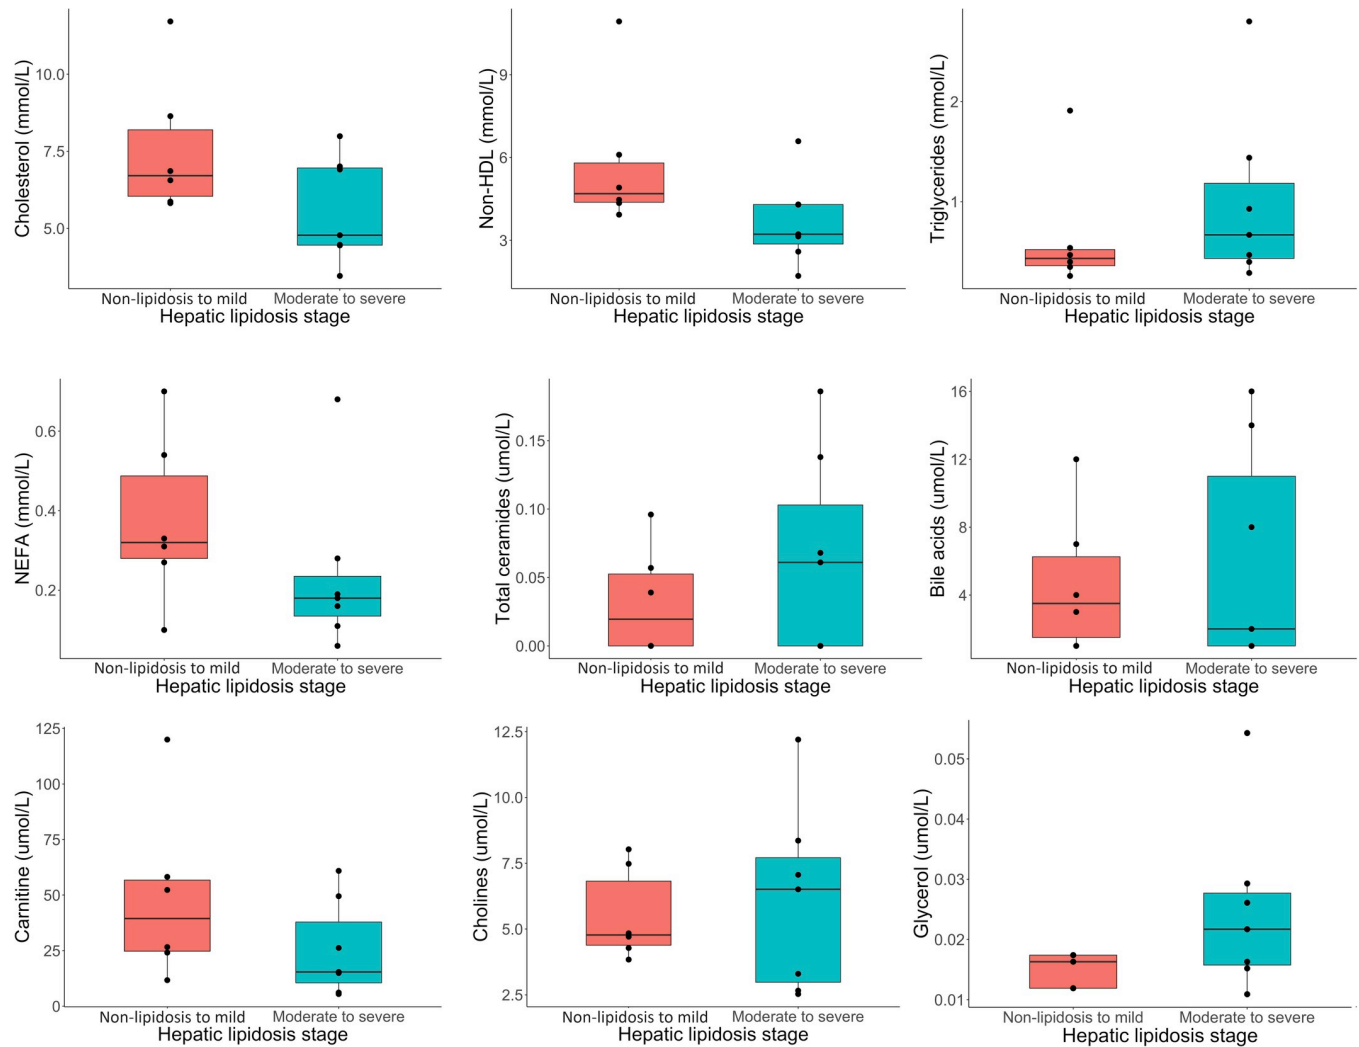 Cholesterol (mmol/L)
10.0
7.5
5.0
Non-lipidosis to mild Moderate to severe
Hepatic lipidosis stage
Non-HDL (mmol/L)
9
6
3
Non-lipidosis to mild Moderate to severe
Hepatic lipidosis stage
Triglycerides (mmol/L)
2
1
Non-lipidosis to mild Moderate to severe
Hepatic lipidosis stage
NEFA (mmol/L)
0.6
0.4
0.2
Non-lipidosis to mild Moderate to severe
Hepatic lipidosis stage
Total ceramides (umol/L)
0.15
0.10
0.05
0.00
Non-lipidosis to mild Moderate to severe
Hepatic lipidosis stage
Bile acids (umol/L)
16
12
8
4
Non-lipidosis to mild Moderate to severe
Hepatic lipidosis stage
Carnitine (umol/L)
125
100
75
50
25
0
Non-lipidosis to mild Moderate to severe
Hepatic lipidosis stage
Cholines (umol/L)
12.5
10.0
7.5
5.0
2.5
Non-lipidosis to mild Moderate to severe
Hepatic lipidosis stage
Glycerol (umol/L)
0.05
0.04
0.03
0.02
0.01
Non-lipidosis to mild Moderate to severe
Hepatic lipidosis stage